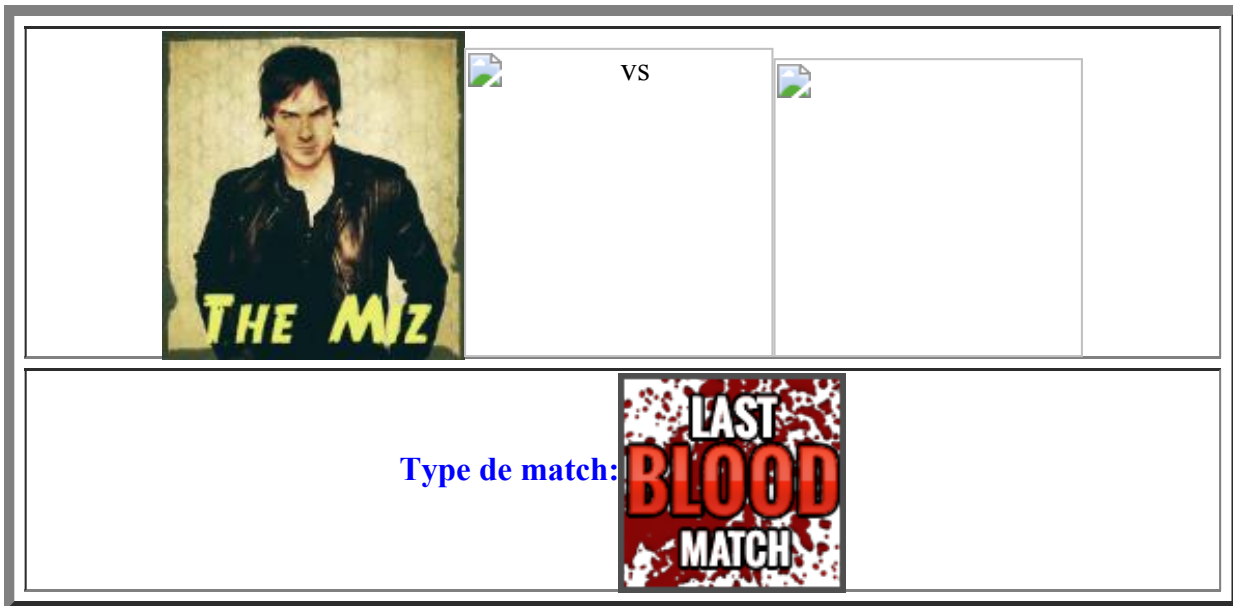 THE MIZ
vs
Type de match:
LAST
BLOOD
MATCH